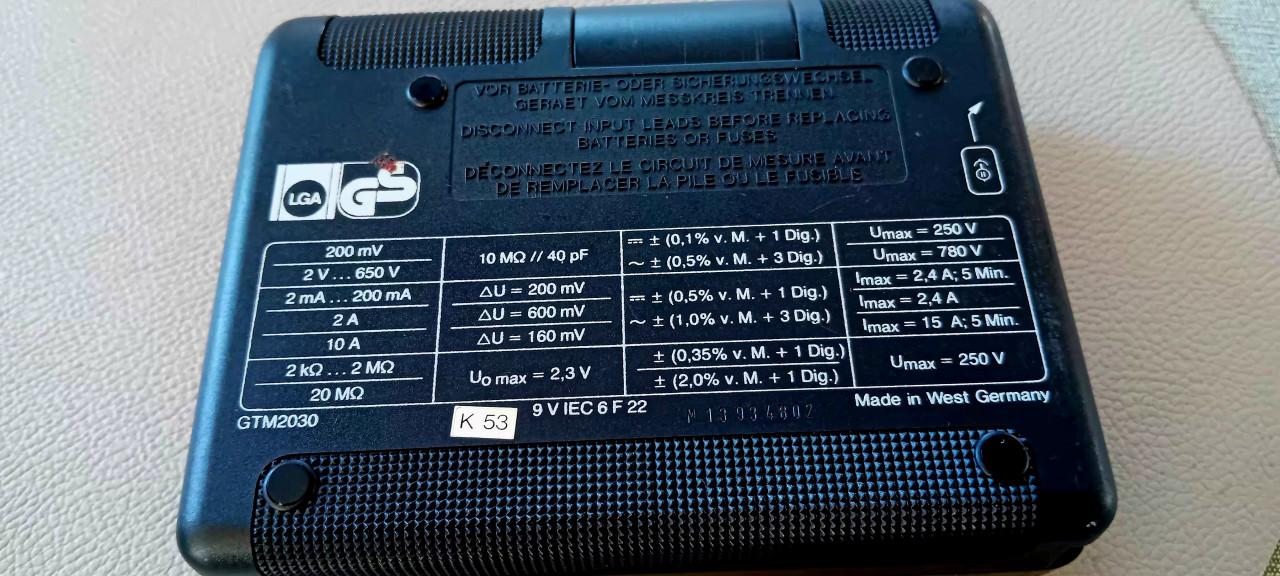 VOR BATTERIE- ODER SICHERUNGSWECHSEL
GERAET VOM MESSKREIS TRENNEN
DISCONNECT INPUT LEADS BEFORE REPLACING
BATTERIES OR FUSES
DÉCONNECTEZ LE CIRCUIT DE MESURE AVANT
DE REMPLACER LA PILE OU LE FUSIBLE
LGA GS
200 mV
2 V ... 650 V
2 mA ... 200 mA
2 A
10 A
2 kΩ ... 2 MΩ
20 MΩ
10 MΩ // 40 pF
ΔU = 200 mV
ΔU = 600 mV
ΔU = 160 mV
Uo max = 2,3 V
⎓ ± (0,1% v. M. + 1 Dig.)
~ ± (0,5% v. M. + 3 Dig.)
⎓ ± (0,5% v. M. + 1 Dig.)
~ ± (1,0% v. M. + 3 Dig.)
± (0,35% v. M. + 1 Dig.)
± (2,0% v. M. + 1 Dig.)
Umax = 250 V
Umax = 780 V
Imax = 2,4 A; 5 Min.
Imax = 2,4 A
Imax = 15 A; 5 Min.
Umax = 250 V
GTM2030
K 53
9 V IEC 6 F 22
M 13934802
Made in West Germany